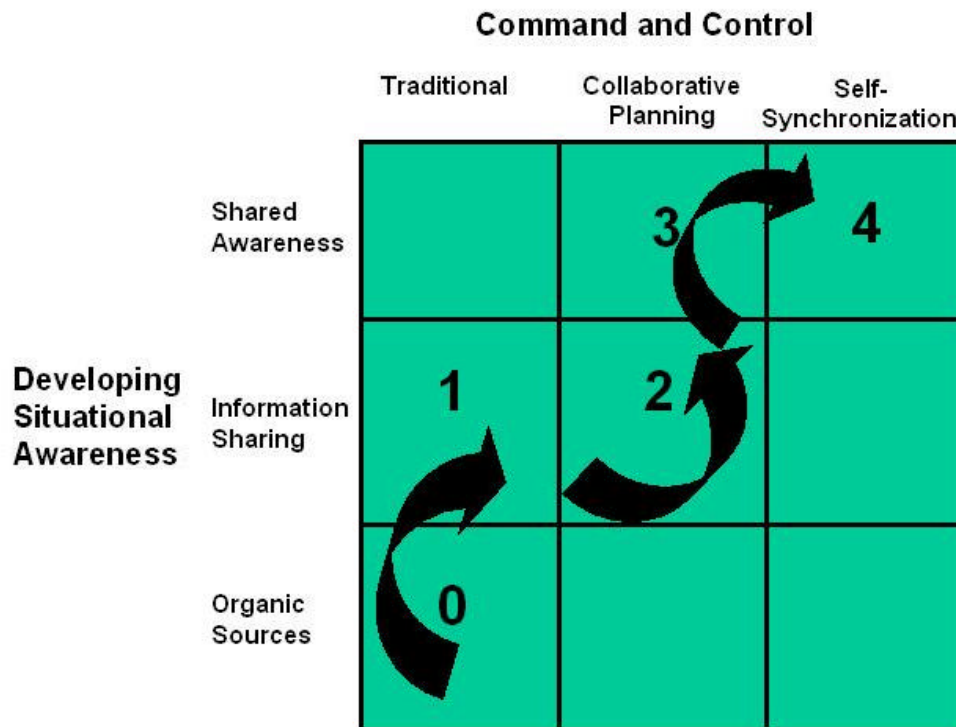 Command and Control
Traditional
Collaborative
Planning
Self-
Synchronization
Shared
Awareness
3
4
Developing
Situational
Awareness
Information
Sharing
1
2
Organic
Sources
0